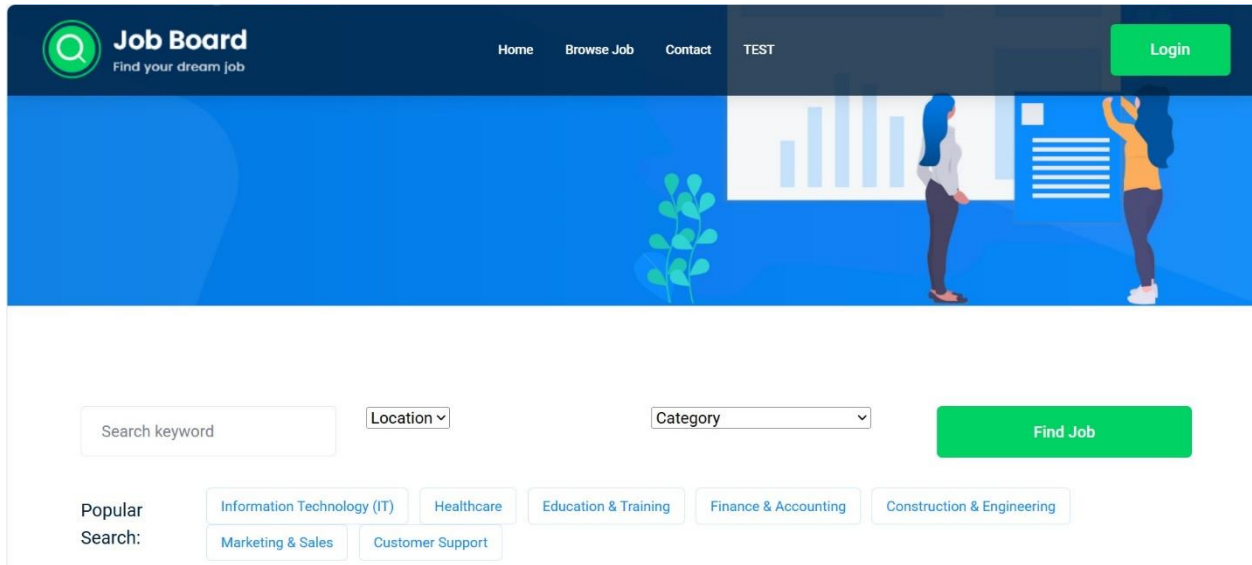 Job Board
Find your dream job
Home Browse Job Contact TEST
Login
Search keyword
Location
Category
Find Job
Popular
Search:
Information Technology (IT) Healthcare Education & Training Finance & Accounting Construction & Engineering
Marketing & Sales Customer Support